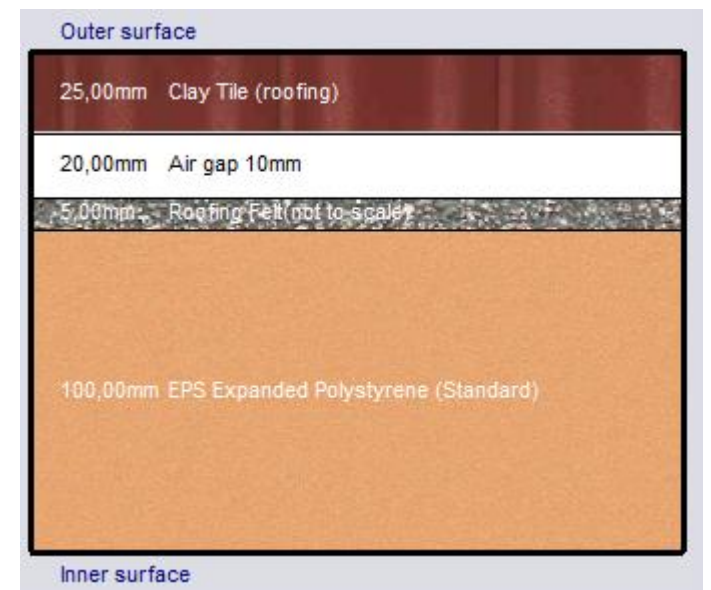 Outer surface
25,00mm Clay Tile (roofing)
20,00mm Air gap 10mm
5,00mm Roofing Felt(not to scale)
100,00mm EPS Expanded Polystyrene (Standard)
Inner surface